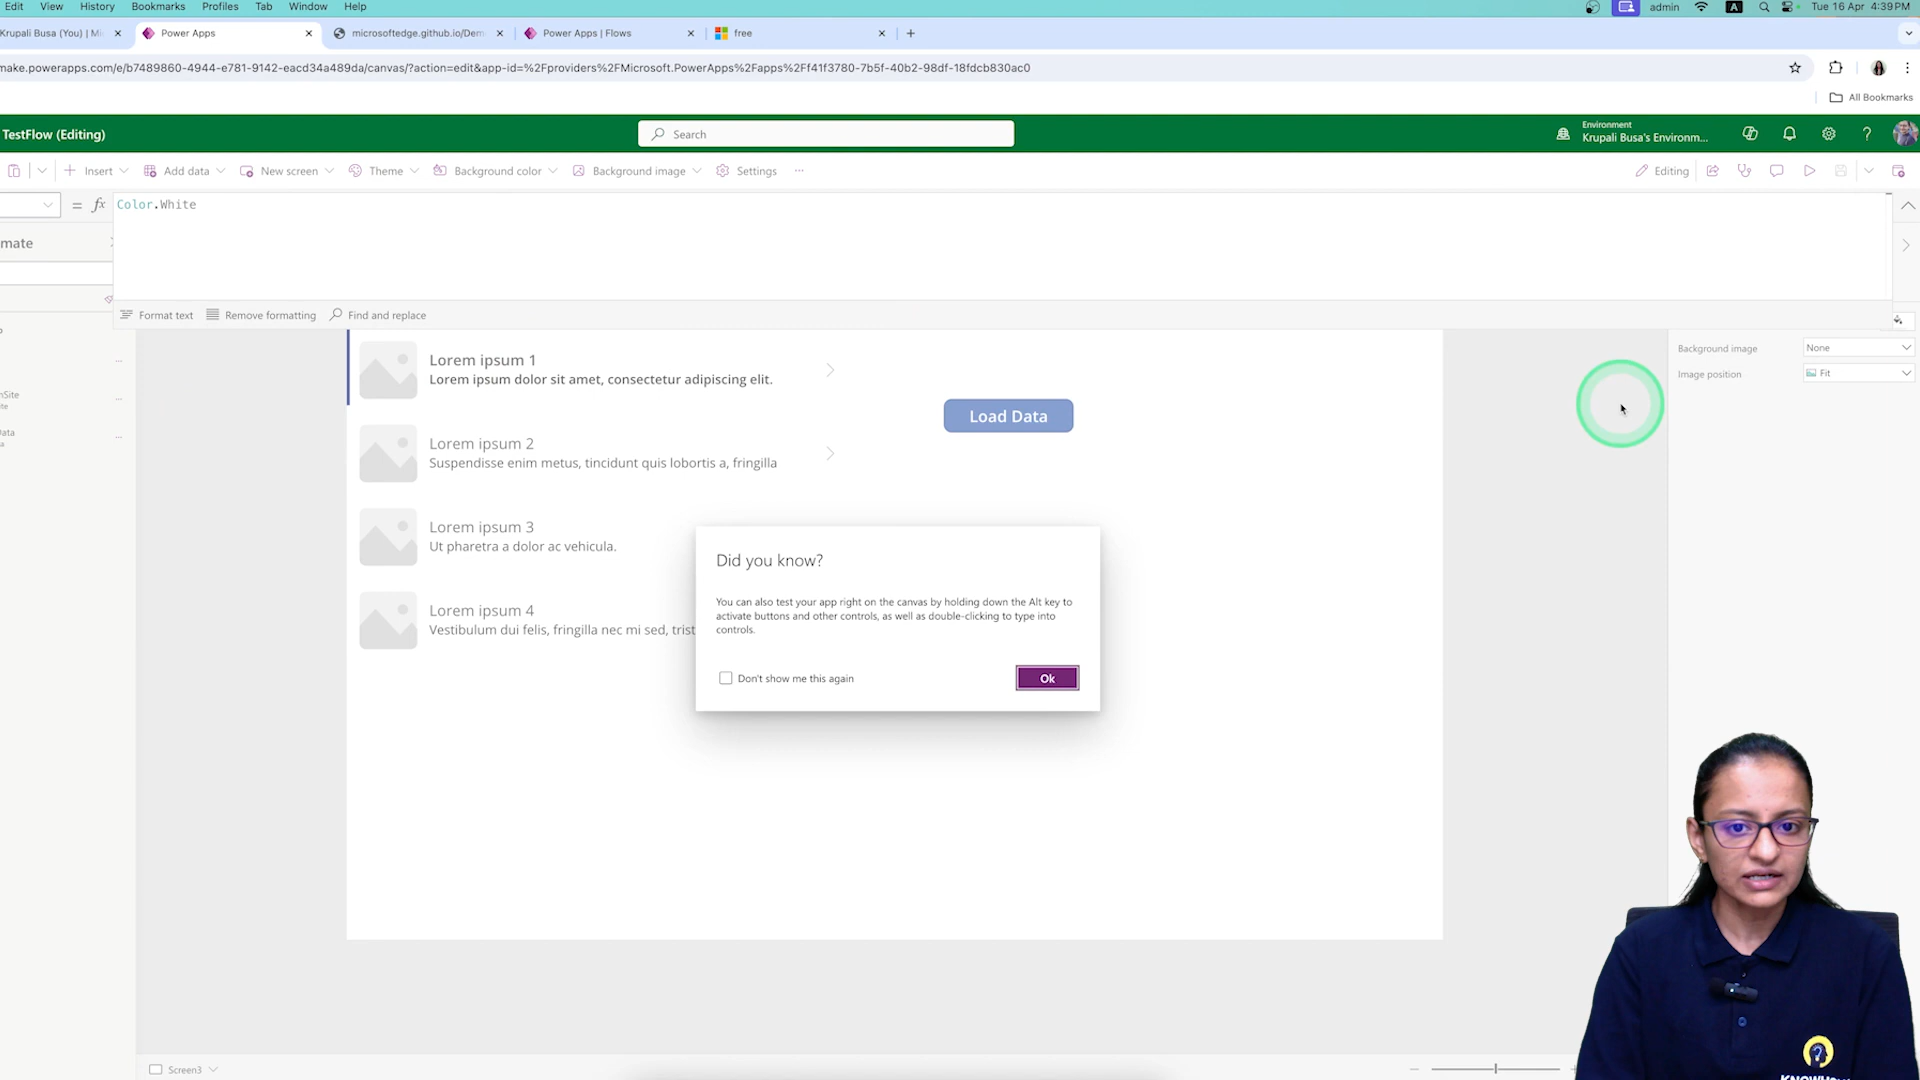 Edit View History Bookmarks Profiles Tab Window Help admin A Tue 16 Apr 4:39 PM
Krupali Busa (You) | Mi Power Apps microsoftedge.github.io/Dem Power Apps | Flows free
make.powerapps.com/e/b7489860-4944-e781-9142-eacd34a489da/canvas/?action=edit&app-id=%2Fproviders%2FMicrosoft.PowerApps%2Fapps%2Ff41f3780-7b5f-40b2-98df-18fdcb830ac0
All Bookmarks
Environment
TestFlow (Editing) Search Krupali Busa's Environm... ?
Insert Add data New screen Theme Background color Background image Settings ... Editing
= fx Color.White
mate
Format text Remove formatting Find and replace
Background image None
Image position Fit
Lorem ipsum 1
Lorem ipsum dolor sit amet, consectetur adipiscing elit.
nSite
Load Data
Lorem ipsum 2
Suspendisse enim metus, tincidunt quis lobortis a, fringilla
Lorem ipsum 3
Ut pharetra a dolor ac vehicula.
Lorem ipsum 4
Vestibulum dui felis, fringilla nec mi sed, trist
Did you know?
You can also test your app right on the canvas by holding down the Alt key to
activate buttons and other controls, as well as double-clicking to type into
controls.
Don't show me this again Ok
Screen3